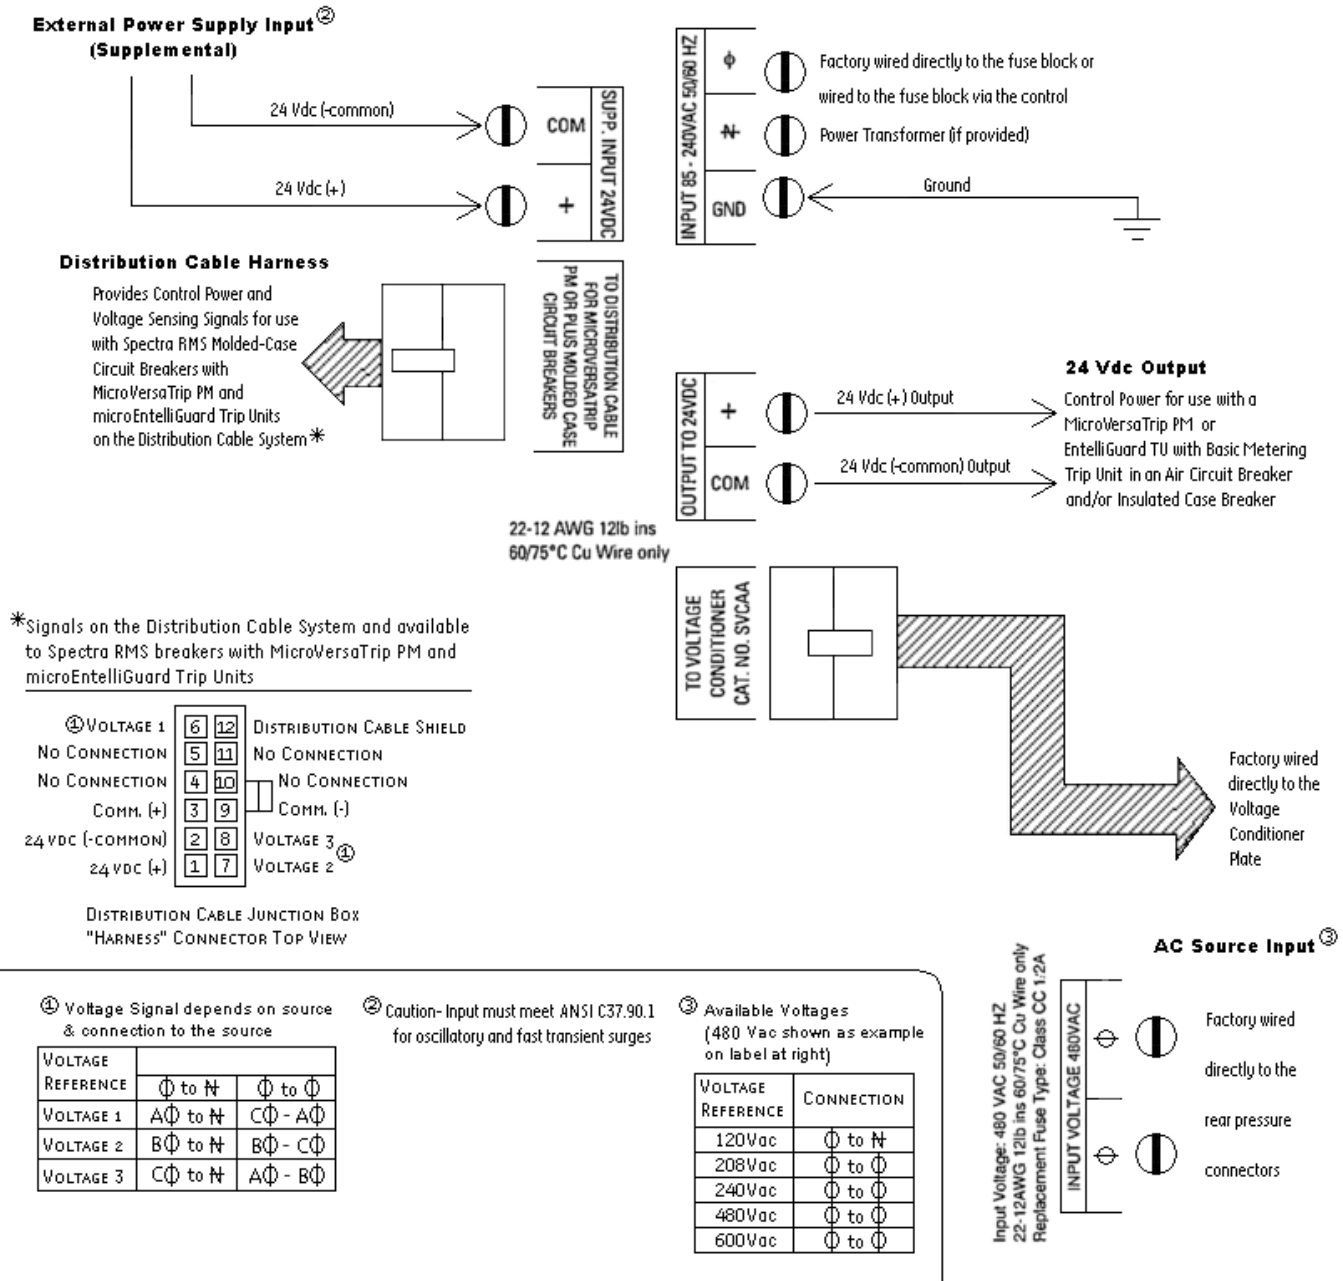 External Power Supply Input ②
(Supplemental)
24 Vdc (-common)
24 Vdc (+)
COM
+
SUPP. INPUT 24VDC
INPUT 85 - 240VAC 50/60 HZ
ϕ
N
GND
Factory wired directly to the fuse block or
wired to the fuse block via the control
Power Transformer (if provided)
Ground
Distribution Cable Harness
Provides Control Power and
Voltage Sensing Signals for use
with Spectra RMS Molded-Case
Circuit Breakers with
MicroVersaTrip PM and
microEntelliGuard Trip Units
on the Distribution Cable System *
TO DISTRIBUTION CABLE
FOR MICROVERSATRIP
PM OR PLUS MOLDED CASE
CIRCUIT BREAKERS
OUTPUT TO 24VDC
+
COM
24 Vdc (+) Output
24 Vdc (-common) Output
24 Vdc Output
Control Power for use with a
MicroVersaTrip PM or
EntelliGuard TU with Basic Metering
Trip Unit in an Air Circuit Breaker
and/or Insulated Case Breaker
22-12 AWG 12lb ins
60/75°C Cu Wire only
TO VOLTAGE
CONDITIONER
CAT. NO. SVCAA
Factory wired
directly to the
Voltage
Conditioner
Plate
*Signals on the Distribution Cable System and available
to Spectra RMS breakers with MicroVersaTrip PM and
microEntelliGuard Trip Units
① VOLTAGE 1 6 12 DISTRIBUTION CABLE SHIELD
NO CONNECTION 5 11 NO CONNECTION
NO CONNECTION 4 10 NO CONNECTION
COMM. (+) 3 9 COMM. (-)
24 VDC (-COMMON) 2 8 VOLTAGE 3
24 VDC (+) 1 7 VOLTAGE 2 ①
DISTRIBUTION CABLE JUNCTION BOX
"HARNESS" CONNECTOR TOP VIEW
AC Source Input ③
Input Voltage: 480 VAC 50/60 HZ
22-12AWG 12lb ins 60/75°C Cu Wire only
Replacement Fuse Type: Class CC 1/2A
INPUT VOLTAGE 480VAC
ϕ
ϕ
Factory wired
directly to the
rear pressure
connectors
① Voltage Signal depends on source
& connection to the source
VOLTAGE
REFERENCE Φ to N Φ to Φ
VOLTAGE 1 AΦ to N CΦ - AΦ
VOLTAGE 2 BΦ to N BΦ - CΦ
VOLTAGE 3 CΦ to N AΦ - BΦ
② Caution- Input must meet ANSI C37.90.1
for oscillatory and fast transient surges
③ Available Voltages
(480 Vac shown as example
on label at right)
VOLTAGE
REFERENCE CONNECTION
120Vac Φ to N
208Vac Φ to Φ
240Vac Φ to Φ
480Vac Φ to Φ
600Vac Φ to Φ